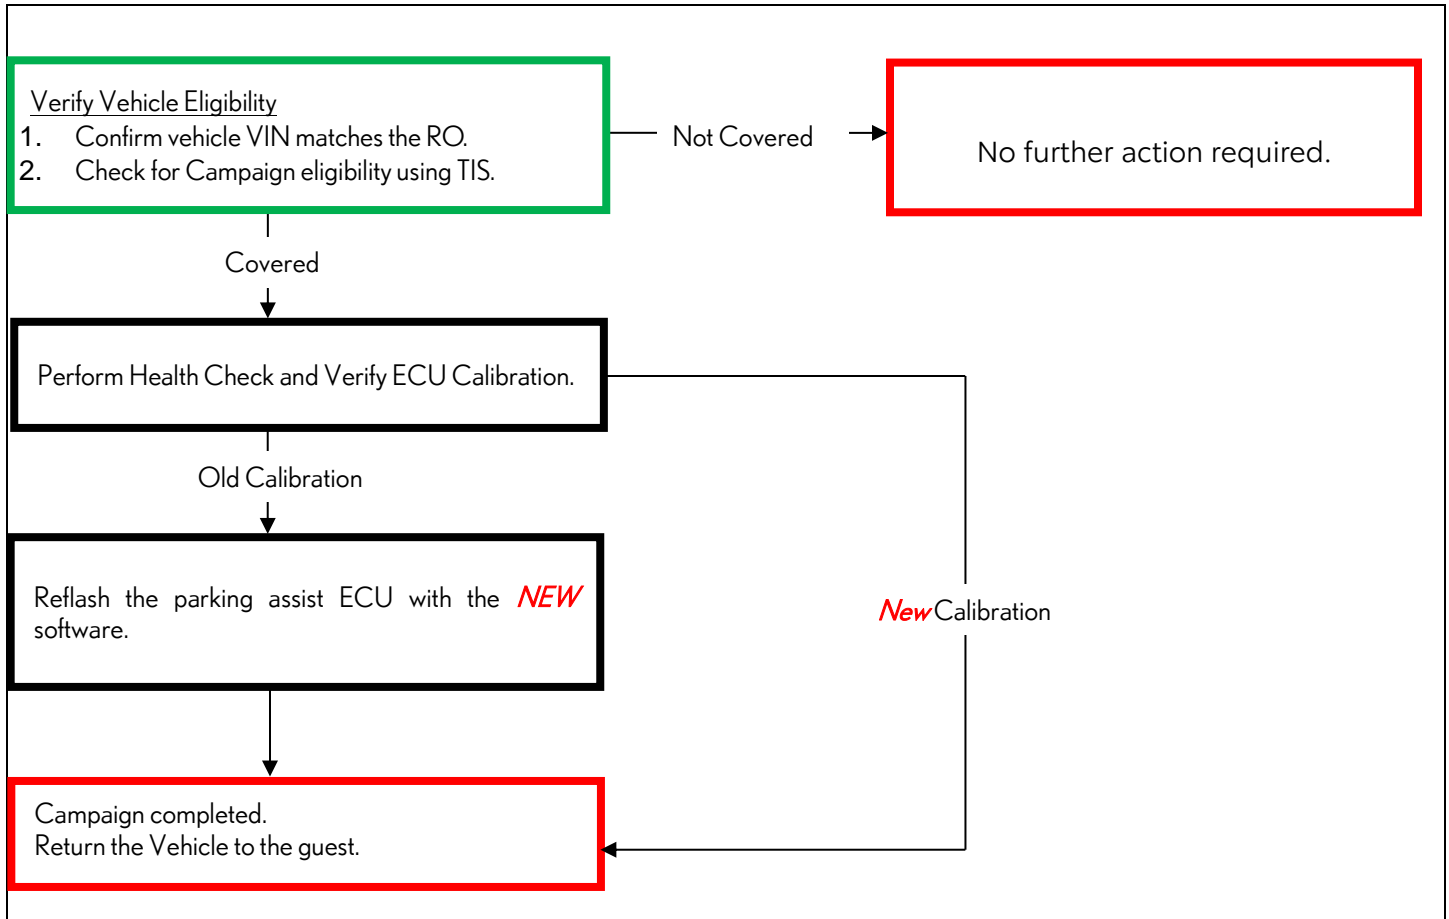 Verify Vehicle Eligibility
1. Confirm vehicle VIN matches the RO.
2. Check for Campaign eligibility using TIS.
Not Covered
No further action required.
Covered
Perform Health Check and Verify ECU Calibration.
Old Calibration
Reflash the parking assist ECU with the NEW
software.
New Calibration
Campaign completed.
Return the Vehicle to the guest.